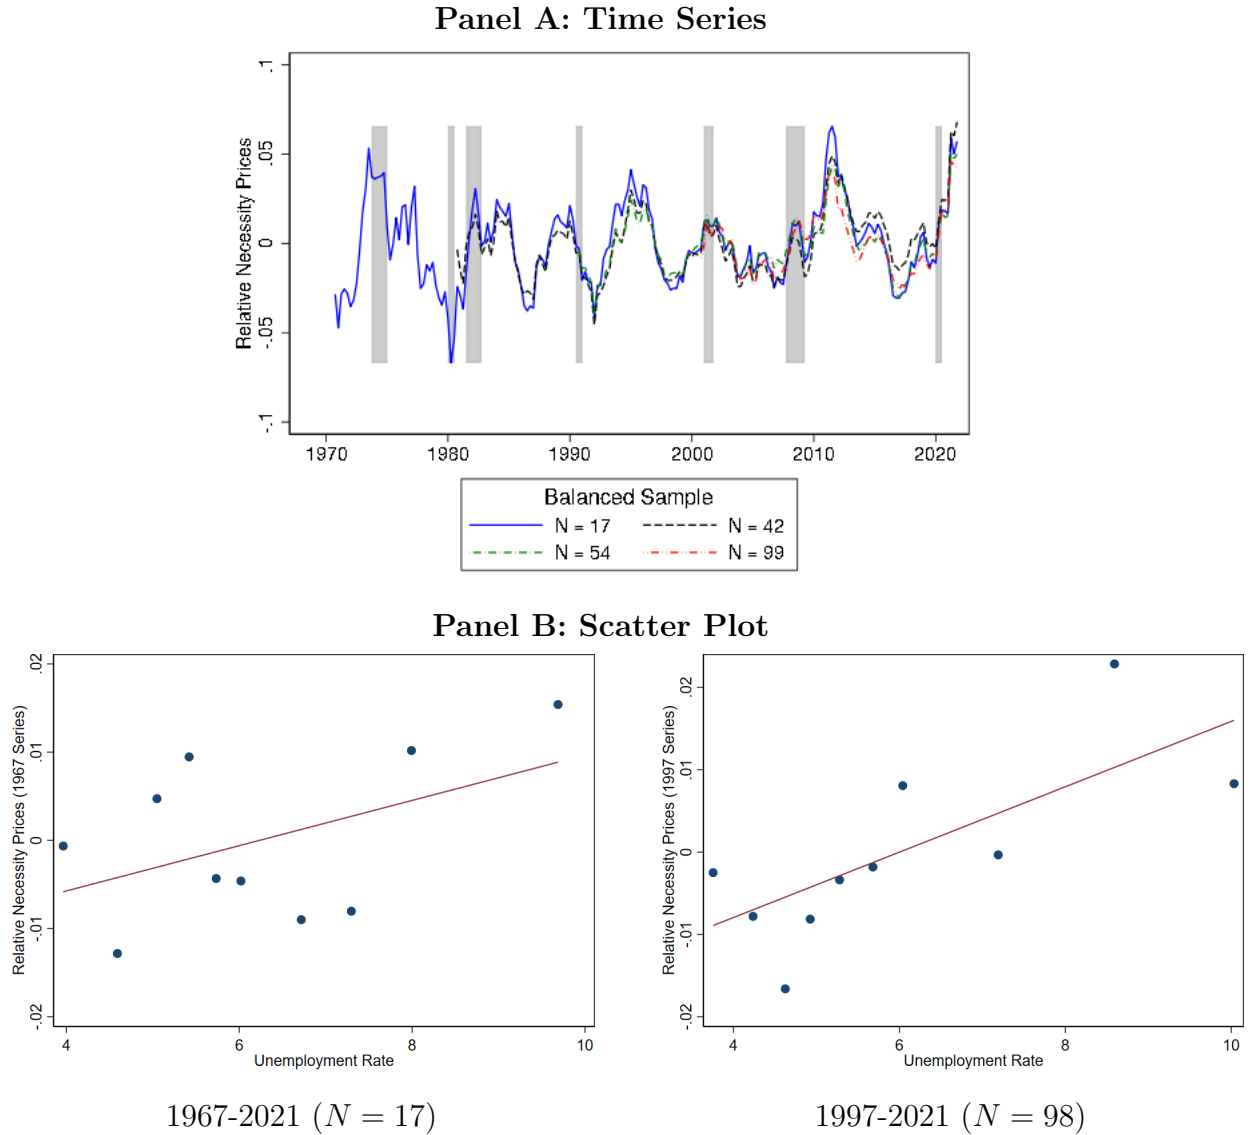 Panel A: Time Series
Relative Necessity Prices
.1
.05
0
-.05
-.1
1970 1980 1990 2000 2010 2020
Balanced Sample
N = 17 N = 42
N = 54 N = 99
Panel B: Scatter Plot
Relative Necessity Prices (1967 Series)
.02
.01
0
-.01
-.02
4 6 8 10
Unemployment Rate
1967-2021 (N = 17)
Relative Necessity Prices (1997 Series)
.02
.01
0
-.01
-.02
4 6 8 10
Unemployment Rate
1997-2021 (N = 98)